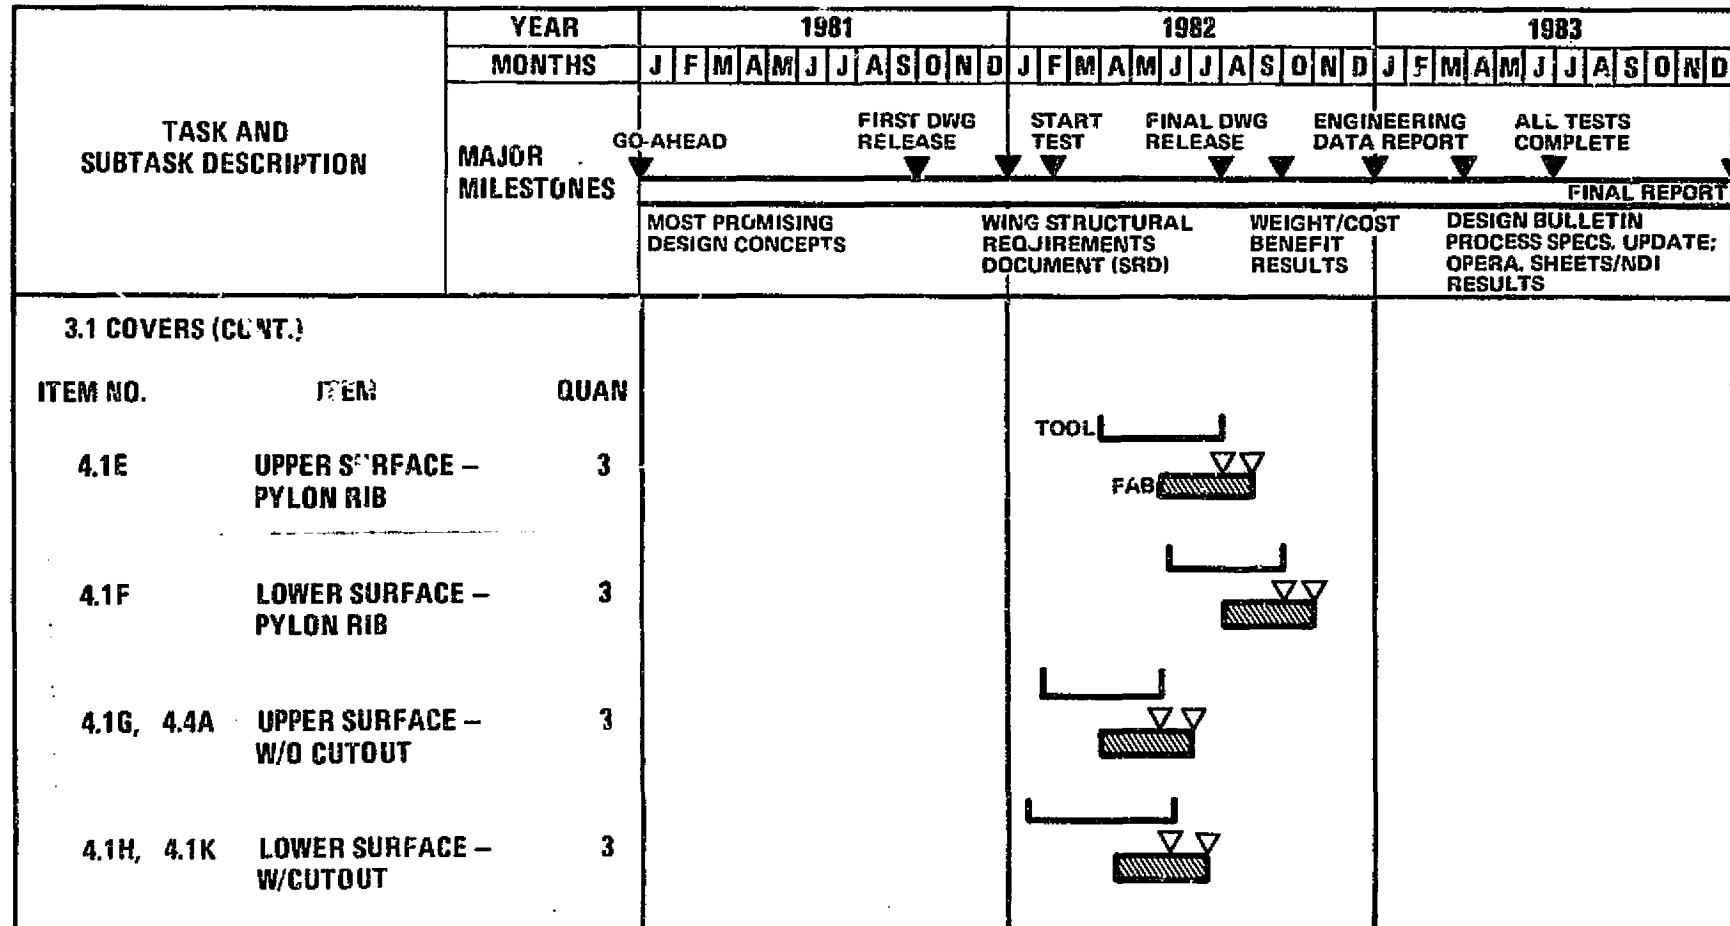 YEAR 1981 1982 1983
MONTHS J F M A M J J A S O N D J F M A M J J A S O N D J F M A M J J A S O N D
TASK AND
SUBTASK DESCRIPTION
MAJOR
MILESTONES
GO-AHEAD
FIRST DWG
RELEASE
START
TEST
FINAL DWG
RELEASE
ENGINEERING
DATA REPORT
ALL TESTS
COMPLETE
FINAL REPORT
MOST PROMISING
DESIGN CONCEPTS
WING STRUCTURAL
REQUIREMENTS
DOCUMENT (SRD)
WEIGHT/COST
BENEFIT
RESULTS
DESIGN BULLETIN
PROCESS SPECS. UPDATE;
OPERA. SHEETS/NDI
RESULTS
3.1 COVERS (CONT.)
ITEM NO. ITEM QUAN
TOOL
4.1E UPPER SURFACE – 3
PYLON RIB
FAB
4.1F LOWER SURFACE – 3
PYLON RIB
4.1G, 4.4A UPPER SURFACE – 3
W/O CUTOUT
4.1H, 4.1K LOWER SURFACE – 3
W/CUTOUT